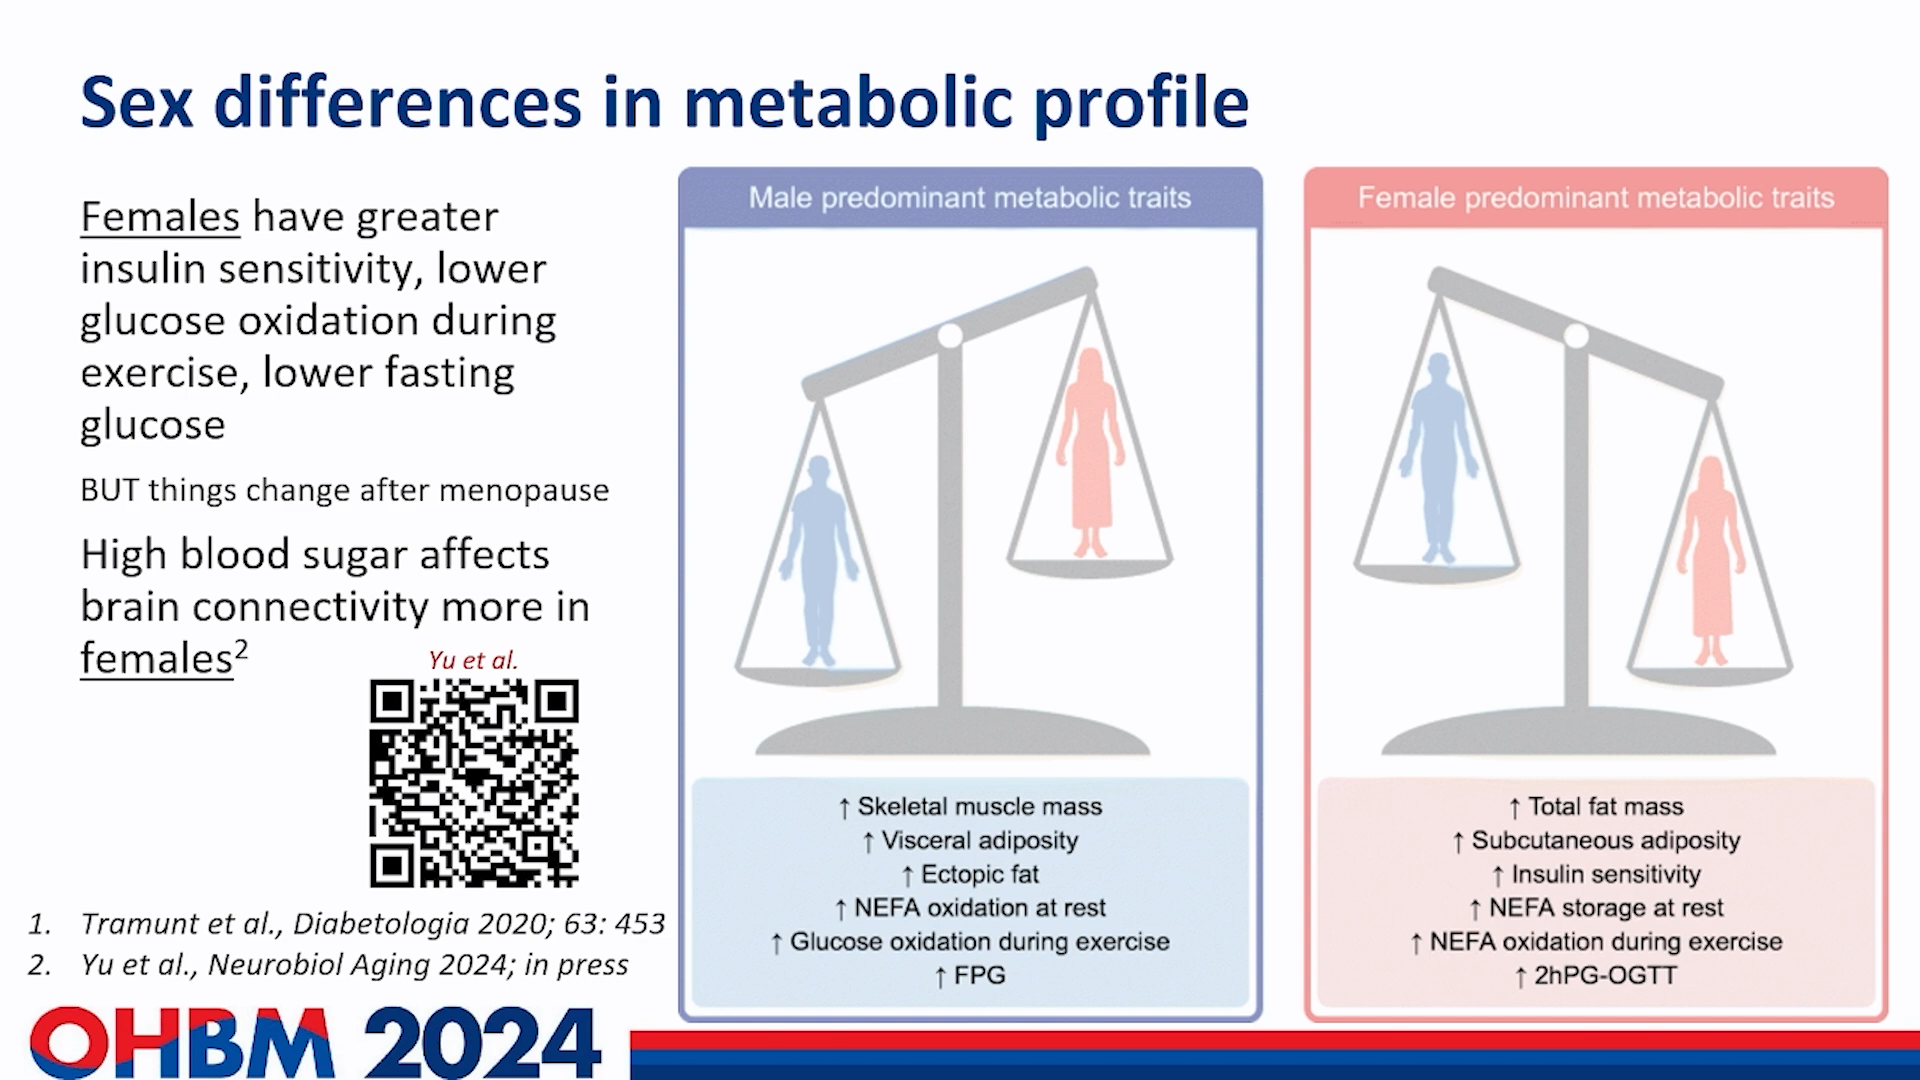 Sex differences in metabolic profile
Females have greater
insulin sensitivity, lower
glucose oxidation during
exercise, lower fasting
glucose
BUT things change after menopause
High blood sugar affects
brain connectivity more in
females²
Yu et al.
1. Tramunt et al., Diabetologia 2020; 63: 453
2. Yu et al., Neurobiol Aging 2024; in press
Male predominant metabolic traits
↑ Skeletal muscle mass
↑ Visceral adiposity
↑ Ectopic fat
↑ NEFA oxidation at rest
↑ Glucose oxidation during exercise
↑ FPG
Female predominant metabolic traits
↑ Total fat mass
↑ Subcutaneous adiposity
↑ Insulin sensitivity
↑ NEFA storage at rest
↑ NEFA oxidation during exercise
↑ 2hPG-OGTT
OHBM 2024